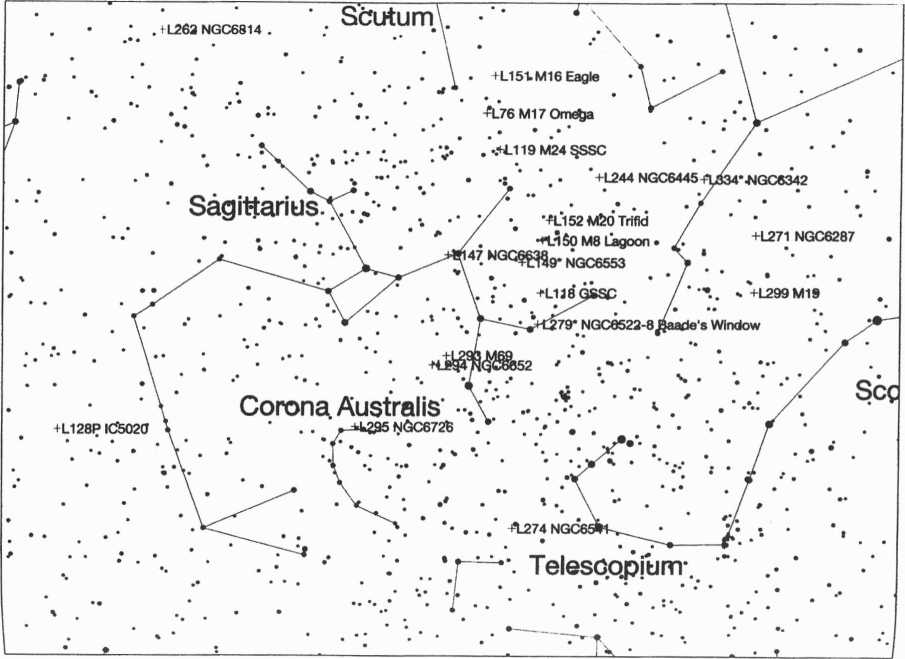 Scutum
+L262 NGC6814
+L151 M16 Eagle
+L76 M17 Omega
+L119 M24 SSSC
+L244 NGC6445
+L334* NGC6342
Sagittarius
+L152 M20 Trifid
+L150 M8 Lagoon
+L271 NGC6287
+L147 NGC6638
+L149* NGC6553
+L118 GSSC
+L299 M19
+L279* NGC6522-8 Baade's Window
+L293 M69
+L294 NGC6652
Sco
Corona Australis
+L128P IC5020
+L295 NGC6726
+L274 NGC6541
Telescopium